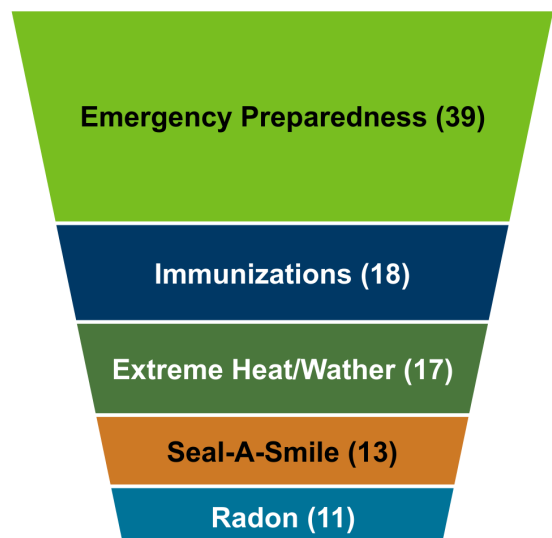 Emergency Preparedness (39)
Immunizations (18)
Extreme Heat/Wather (17)
Seal-A-Smile (13)
Radon (11)